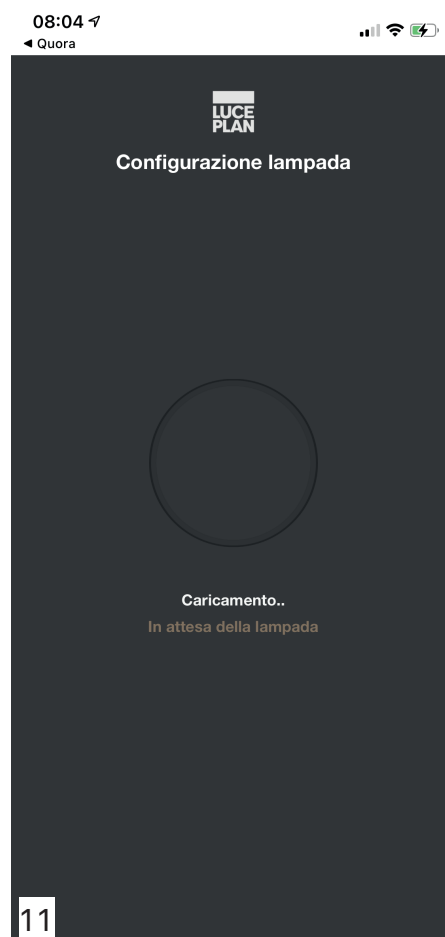 08:04
◀ Quora
LUCE
PLAN
Configurazione lampada
Caricamento..
In attesa della lampada
11